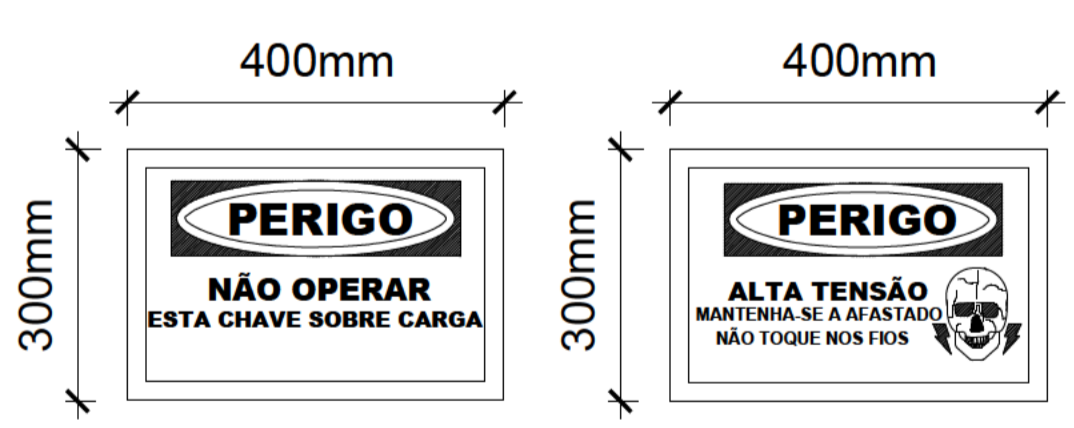 400mm
300mm
PERIGO
NÃO OPERAR
ESTA CHAVE SOBRE CARGA
400mm
300mm
PERIGO
ALTA TENSÃO
MANTENHA-SE A AFASTADO
NÃO TOQUE NOS FIOS